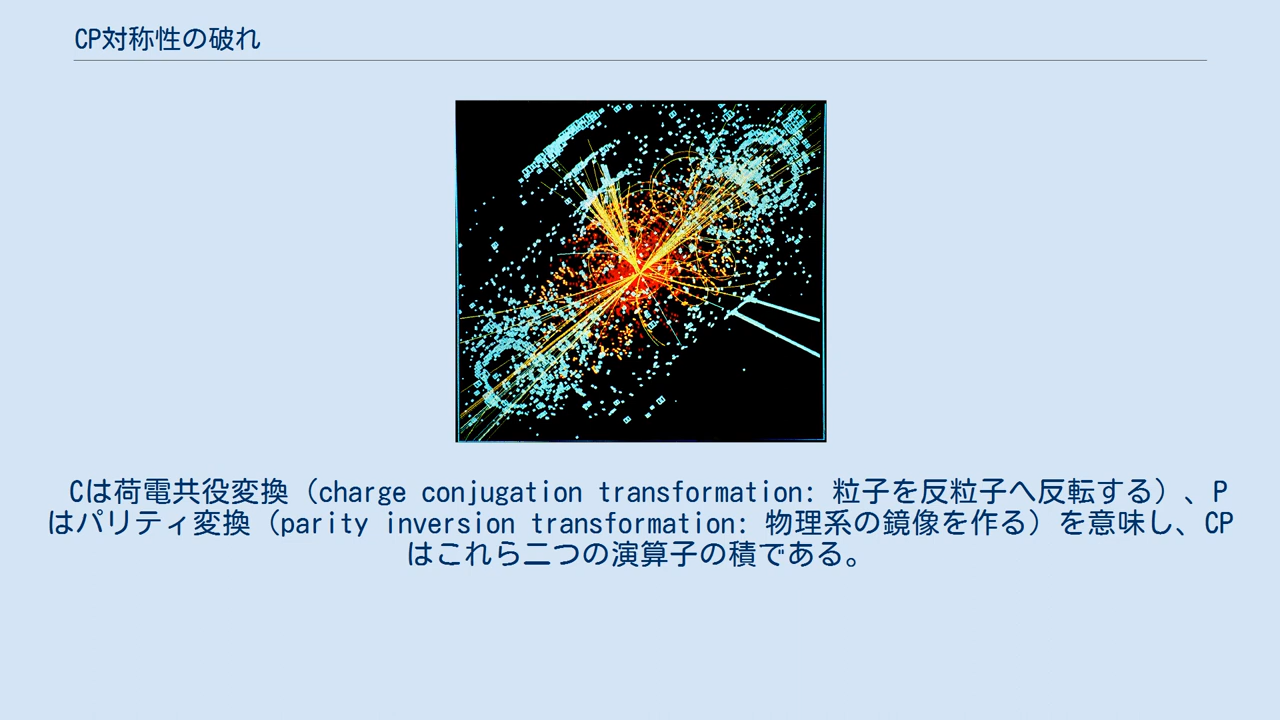 CP対称性の破れ
Cは荷電共役変換（charge conjugation transformation: 粒子を反粒子へ反転する）、P
はパリティ変換（parity inversion transformation: 物理系の鏡像を作る）を意味し、CP
はこれら二つの演算子の積である。